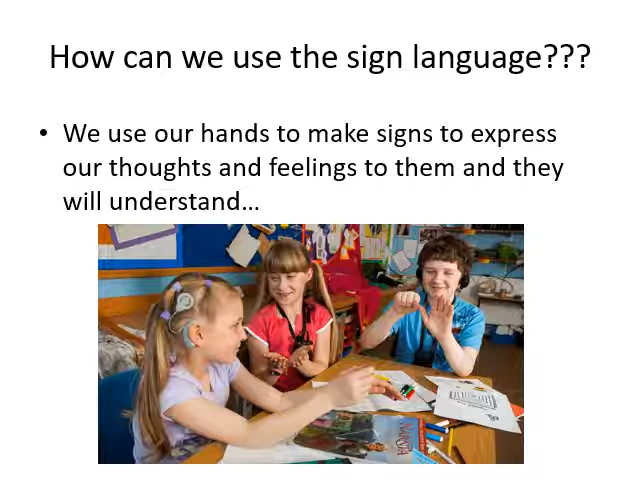 How can we use the sign language???
• We use our hands to make signs to express
our thoughts and feelings to them and they
will understand…